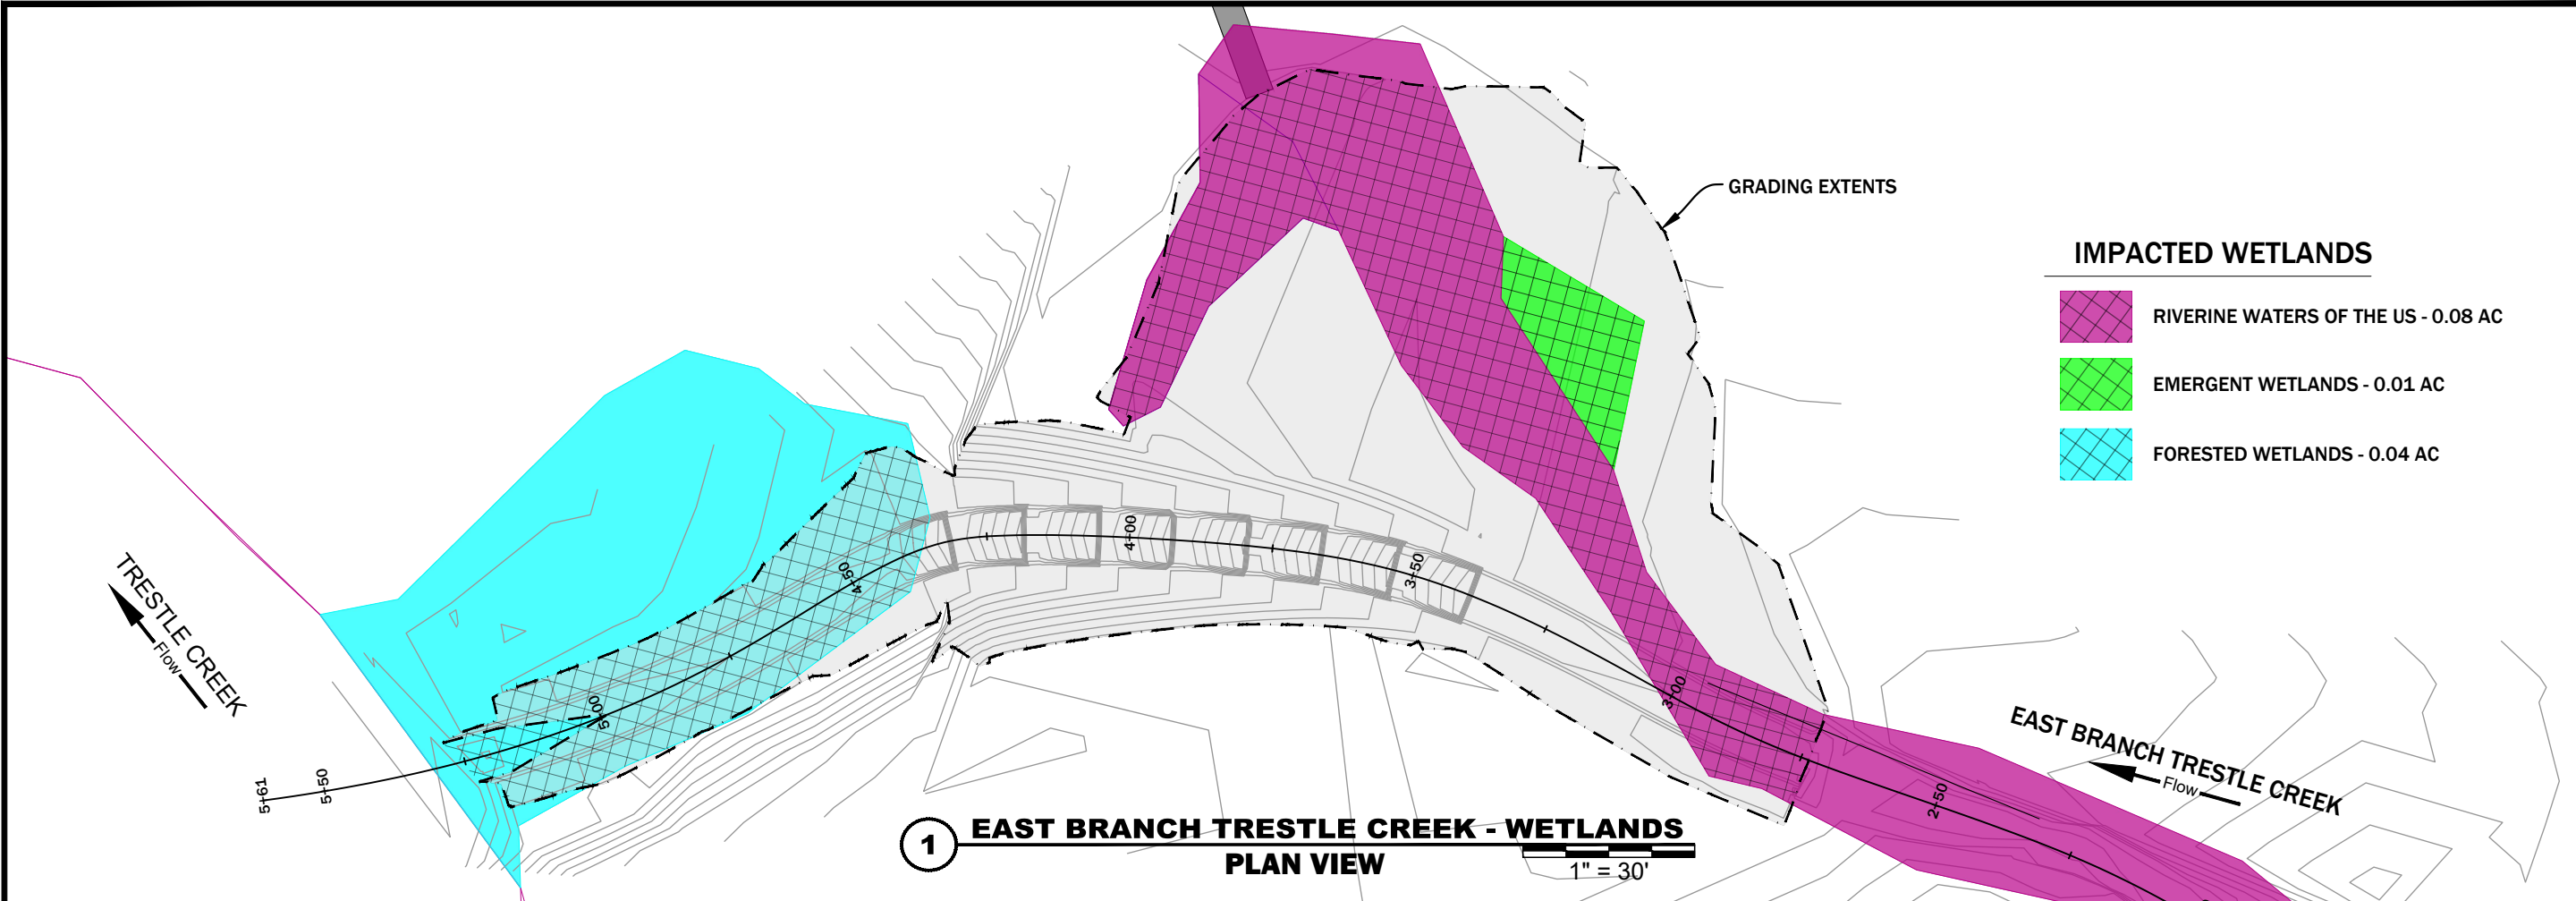 GRADING EXTENTS
IMPACTED WETLANDS
RIVERINE WATERS OF THE US - 0.08 AC
EMERGENT WETLANDS - 0.01 AC
FORESTED WETLANDS - 0.04 AC
TRESTLE CREEK
Flow
5+61
5+50
5+00
4+50
4+00
3+50
3+00
2+50
EAST BRANCH TRESTLE CREEK
Flow
1
EAST BRANCH TRESTLE CREEK - WETLANDS
PLAN VIEW
1" = 30'